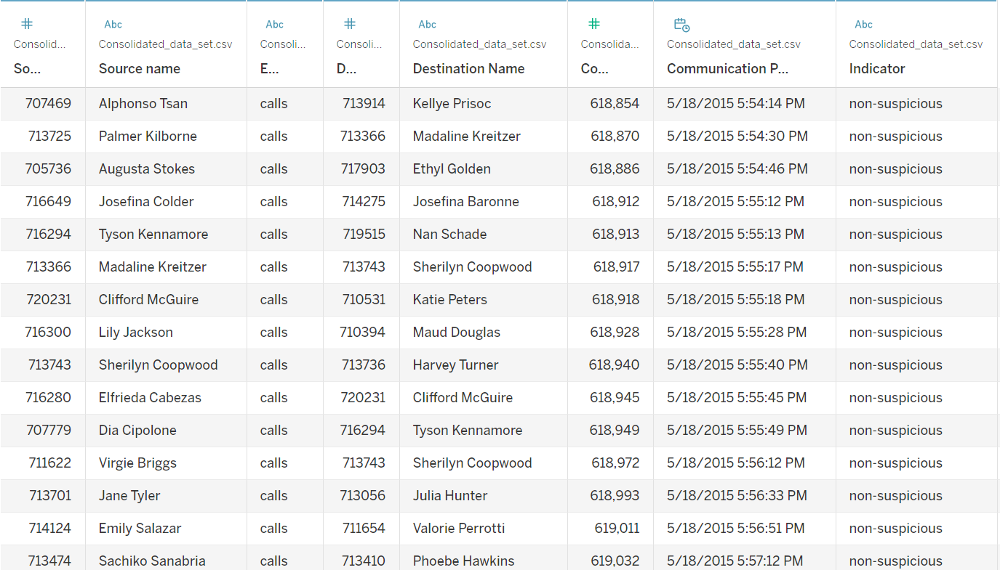 # Abc Abc # Abc # Abc
Consolid... Consolidated_data_set.csv Consoli... Consoli... Consolidated_data_set.csv Consolida... Consolidated_data_set.csv Consolidated_data_set.csv
So... Source name E... D... Destination Name Co... Communication P... Indicator
707469 Alphonso Tsan calls 713914 Kellye Prisoc 618,854 5/18/2015 5:54:14 PM non-suspicious
713725 Palmer Kilborne calls 713366 Madaline Kreitzer 618,870 5/18/2015 5:54:30 PM non-suspicious
705736 Augusta Stokes calls 717903 Ethyl Golden 618,886 5/18/2015 5:54:46 PM non-suspicious
716649 Josefina Colder calls 714275 Josefina Baronne 618,912 5/18/2015 5:55:12 PM non-suspicious
716294 Tyson Kennamore calls 719515 Nan Schade 618,913 5/18/2015 5:55:13 PM non-suspicious
713366 Madaline Kreitzer calls 713743 Sherilyn Coopwood 618,917 5/18/2015 5:55:17 PM non-suspicious
720231 Clifford McGuire calls 710531 Katie Peters 618,918 5/18/2015 5:55:18 PM non-suspicious
716300 Lily Jackson calls 710394 Maud Douglas 618,928 5/18/2015 5:55:28 PM non-suspicious
713743 Sherilyn Coopwood calls 713736 Harvey Turner 618,940 5/18/2015 5:55:40 PM non-suspicious
716280 Elfrieda Cabezas calls 720231 Clifford McGuire 618,945 5/18/2015 5:55:45 PM non-suspicious
707779 Dia Cipolone calls 716294 Tyson Kennamore 618,949 5/18/2015 5:55:49 PM non-suspicious
711622 Virgie Briggs calls 713743 Sherilyn Coopwood 618,972 5/18/2015 5:56:12 PM non-suspicious
713701 Jane Tyler calls 713056 Julia Hunter 618,993 5/18/2015 5:56:33 PM non-suspicious
714124 Emily Salazar calls 711654 Valorie Perrotti 619,011 5/18/2015 5:56:51 PM non-suspicious
713474 Sachiko Sanabria calls 713410 Phoebe Hawkins 619,032 5/18/2015 5:57:12 PM non-suspicious